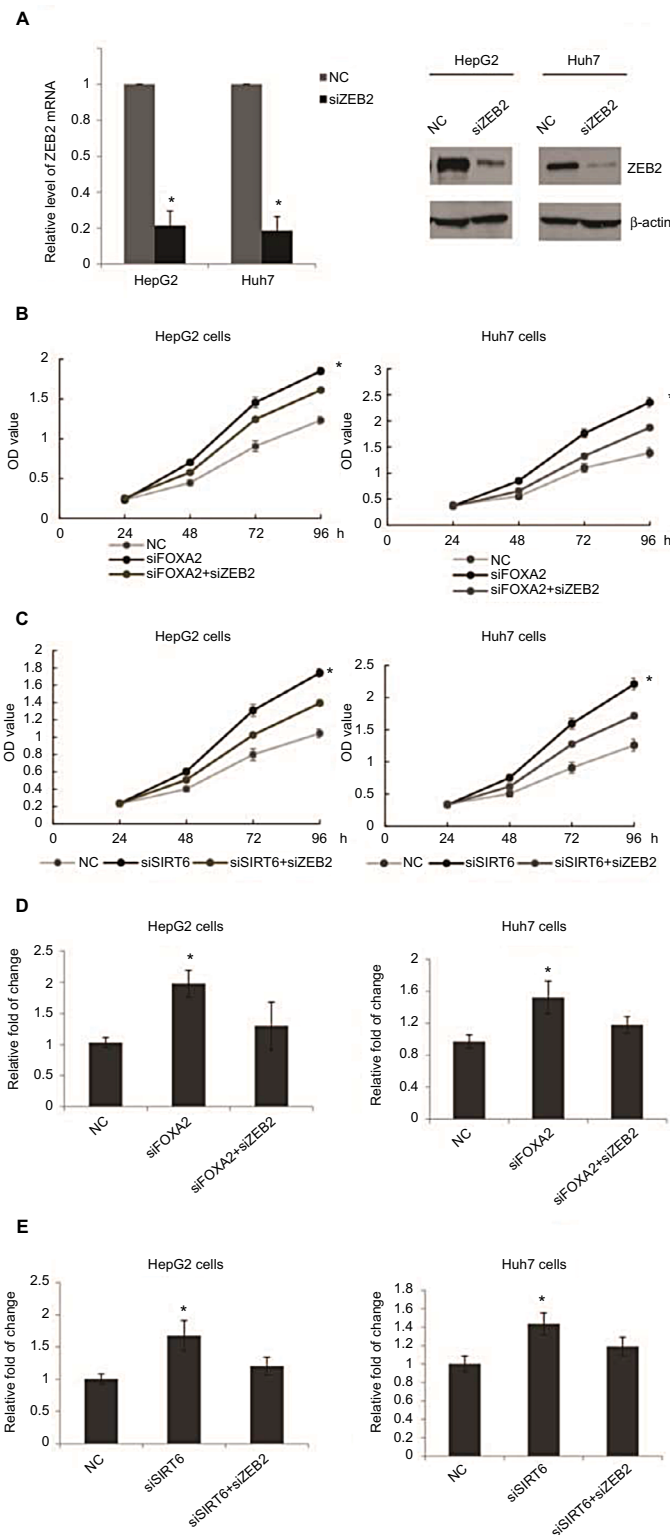 A
Relative level of ZEB2 mRNA
1
0.8
0.6
0.4
0.2
0
HepG2
Huh7
NC
siZEB2
*
*
HepG2
Huh7
NC
siZEB2
NC
siZEB2
ZEB2
β-actin
B
HepG2 cells
OD value
2
1.5
1
0.5
0
0
24
48
72
96
h
*
NC
siFOXA2
siFOXA2+siZEB2
Huh7 cells
OD value
3
2.5
2
1.5
1
0.5
0
0
24
48
72
96
h
NC
siFOXA2
siFOXA2+siZEB2
C
HepG2 cells
OD value
2
1.8
1.6
1.4
1.2
1
0.8
0.6
0.4
0.2
0
24
48
72
96
h
*
NC
siSIRT6
siSIRT6+siZEB2
Huh7 cells
OD value
2.5
2
1.5
1
0.5
0
0
24
48
72
96
h
*
NC
siSIRT6
siSIRT6+siZEB2
D
HepG2 cells
Relative fold of change
2.5
2
1.5
1
0.5
0
*
NC
siFOXA2
siFOXA2+siZEB2
Huh7 cells
Relative fold of change
2
1.6
1.2
0.8
0.4
0
*
NC
siFOXA2
siFOXA2+siZEB2
E
HepG2 cells
Relative fold of change
2.5
2
1.5
1
0.5
0
*
NC
siSIRT6
siSIRT6+siZEB2
Huh7 cells
Relative fold of change
1.8
1.6
1.4
1.2
1
0.8
0.6
0.4
0.2
0
*
NC
siSIRT6
siSIRT6+siZEB2